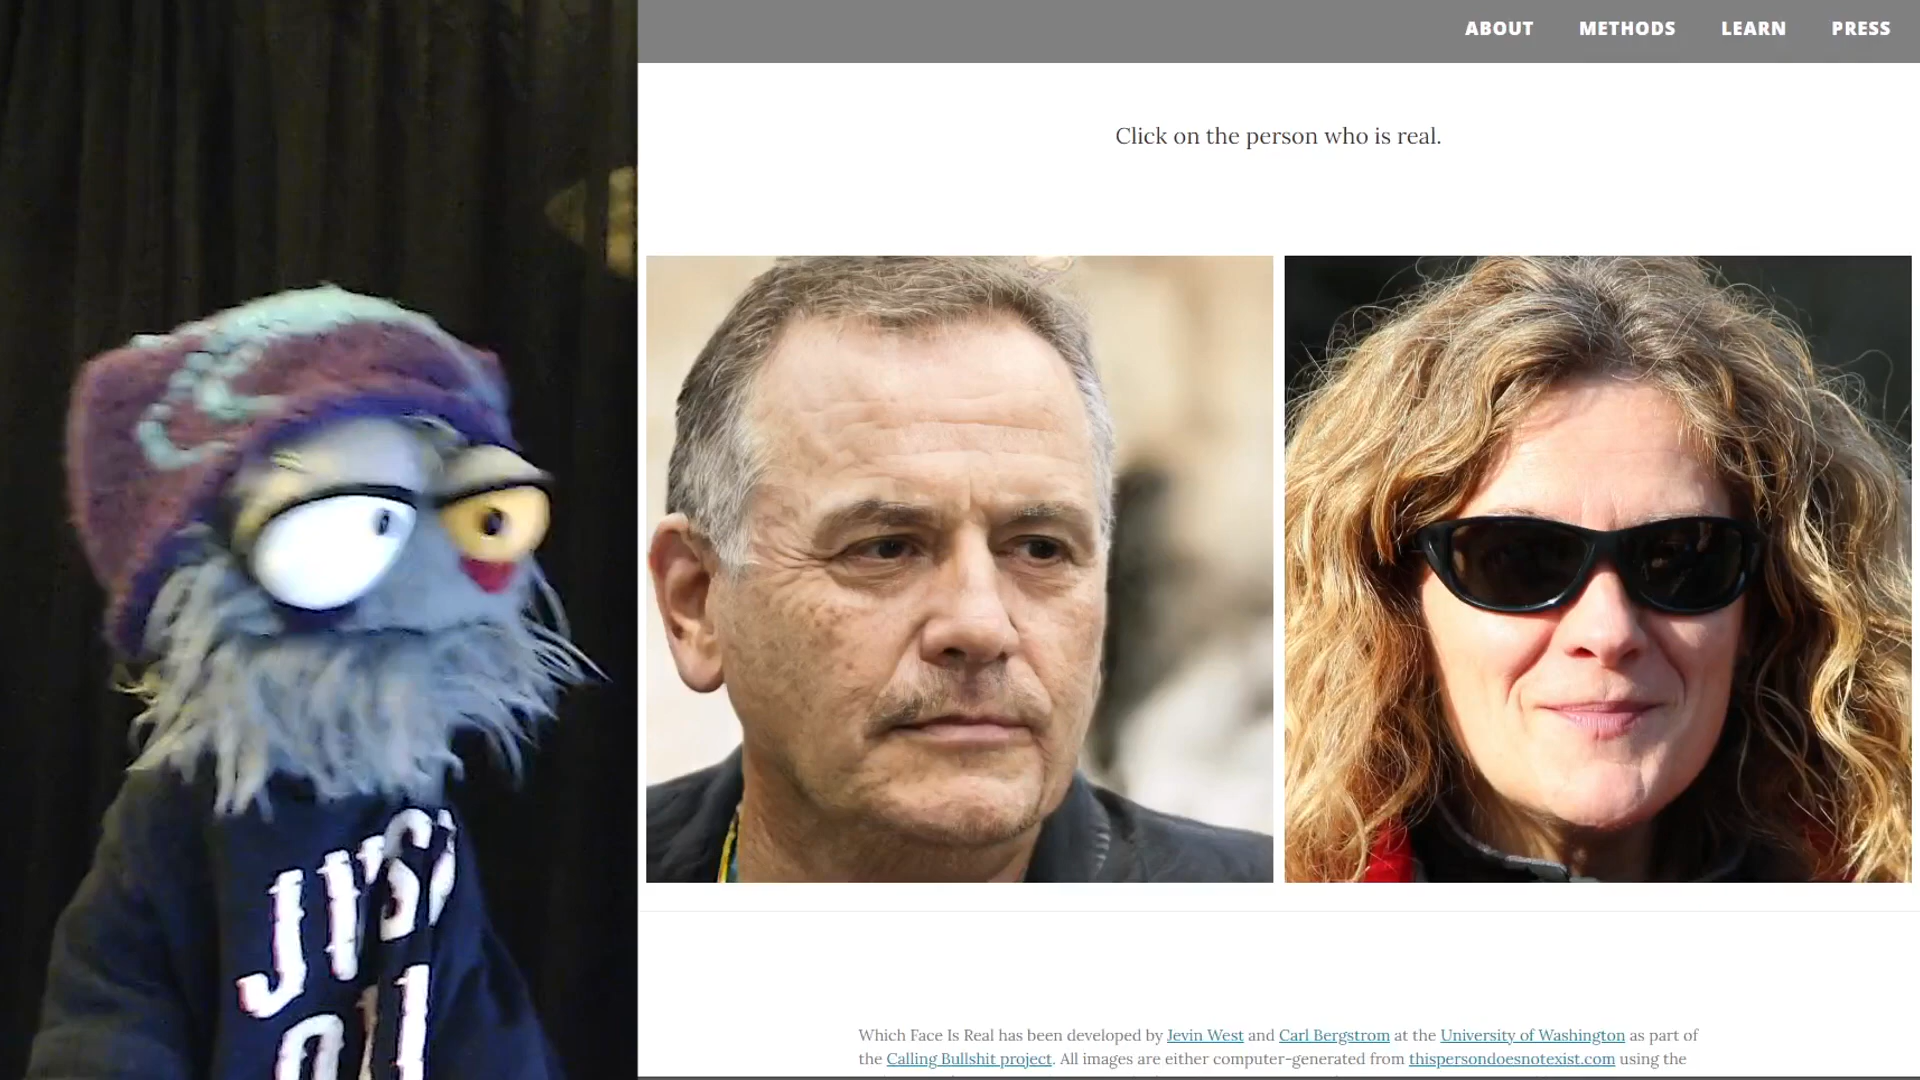 ABOUT METHODS LEARN PRESS
Click on the person who is real.
JUST
Which Face Is Real has been developed by Jevin West and Carl Bergstrom at the University of Washington as part of
the Calling Bullshit project. All images are either computer-generated from thispersondoesnotexist.com using the